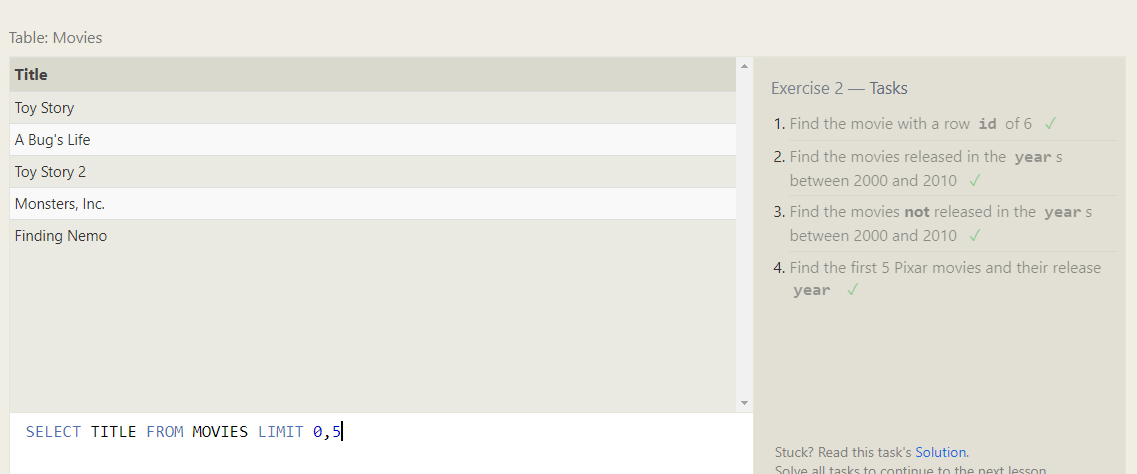 Table: Movies
Title
Toy Story
A Bug's Life
Toy Story 2
Monsters, Inc.
Finding Nemo
SELECT TITLE FROM MOVIES LIMIT 0,5
Exercise 2 — Tasks
1. Find the movie with a row id of 6 ✓
2. Find the movies released in the year s
between 2000 and 2010 ✓
3. Find the movies not released in the year s
between 2000 and 2010 ✓
4. Find the first 5 Pixar movies and their release
year ✓
Stuck? Read this task's Solution.
Solve all tasks to continue to the next lesson.